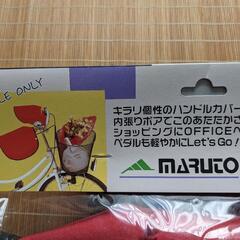 LE ONLY
キラリ個性のハンドルカバー
内張りボアでこのあたたかさ
ショッピングにOFFICEへ
ペダルも軽やかにLet's Go!
MARUTO